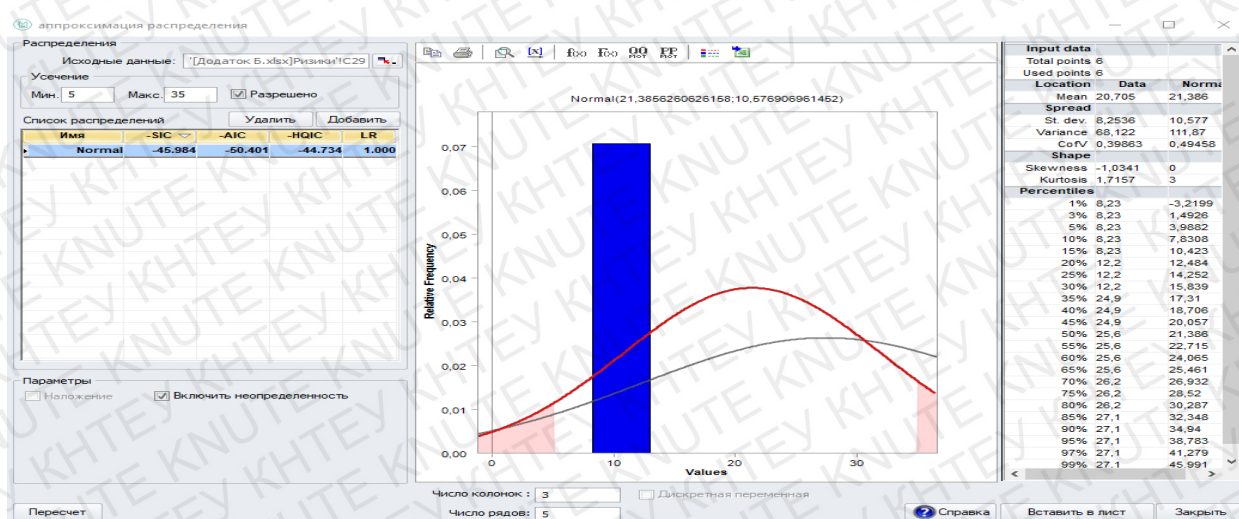 аппроксимация распределения
Распределения
Исходные данные: '[Додаток Б.xlsx]Ризики'!C29
Усечение
Мин. 5 Макс. 35 Разрешено
Список распределений Удалить Добавить
Имя -SIC -AIC -HQIC LR
Normal -45.984 -50.401 -44.734 1.000
Параметры
Наложение Включить неопределенность
Пересчет
Normal(21,3856260626158;10,576906961452)
Relative Frequency
0,07
0,06
0,05
0,04
0,03
0,02
0,01
0,00
0 10 20 30
Values
Число колонок : 3 Дискретная переменная
Число рядов: 5
Input data
Total points 6
Used points 6
Location Data Norma
Mean 20,705 21,386
Spread
St. dev. 8,2536 10,577
Variance 68,122 111,87
CofV 0,39863 0,49458
Shape
Skewness -1,0341 0
Kurtosis 1,7157 3
Percentiles
1% 8,23 -3,2199
3% 8,23 1,4926
5% 8,23 3,9882
10% 8,23 7,8308
15% 8,23 10,423
20% 12,2 12,484
25% 12,2 14,252
30% 12,2 15,839
35% 24,9 17,31
40% 24,9 18,706
45% 24,9 20,057
50% 25,6 21,386
55% 25,6 22,715
60% 25,6 24,065
65% 25,6 25,461
70% 26,2 26,932
75% 26,2 28,52
80% 26,2 30,287
85% 27,1 32,348
90% 27,1 34,94
95% 27,1 38,783
97% 27,1 41,279
99% 27,1 45,991
Справка Вставить в лист Закрыть